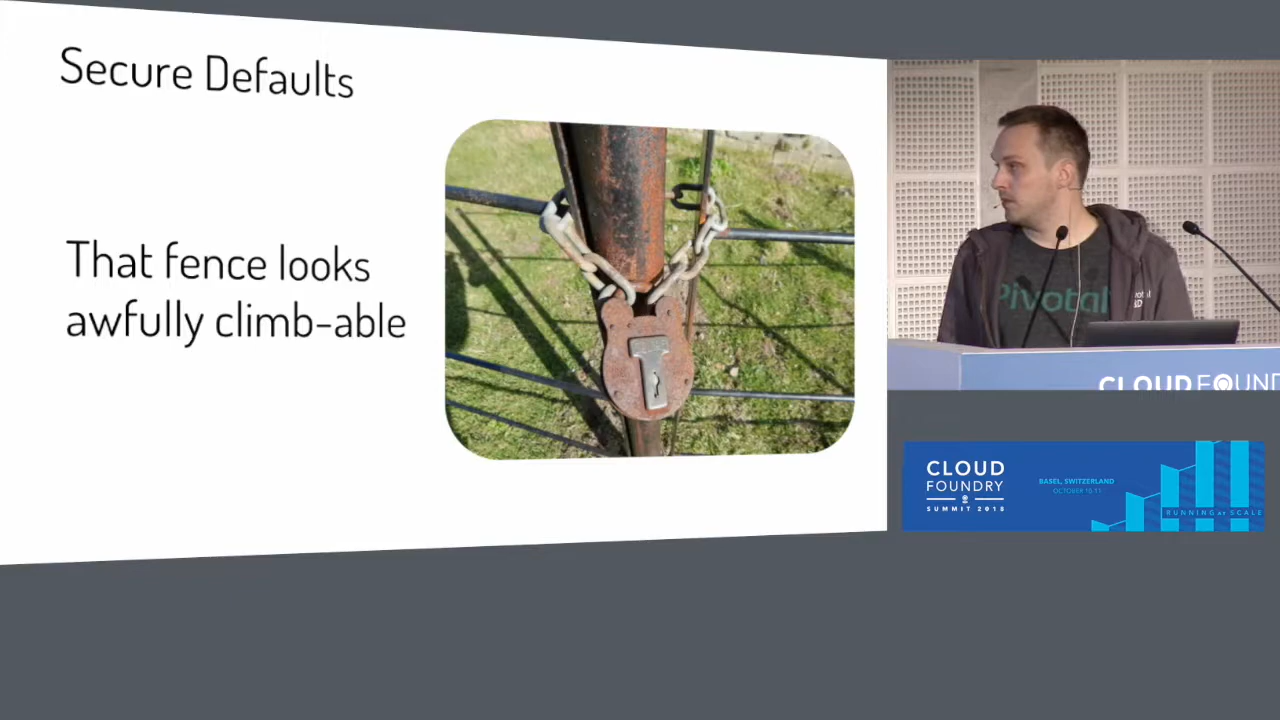 Secure Defaults
That fence looks
awfully climb-able
Pivotal
CLOUD
CLOUD
FOUNDRY
SUMMIT 2018
BASEL, SWITZERLAND
OCTOBER 10-11
RUNNING AT SCALE